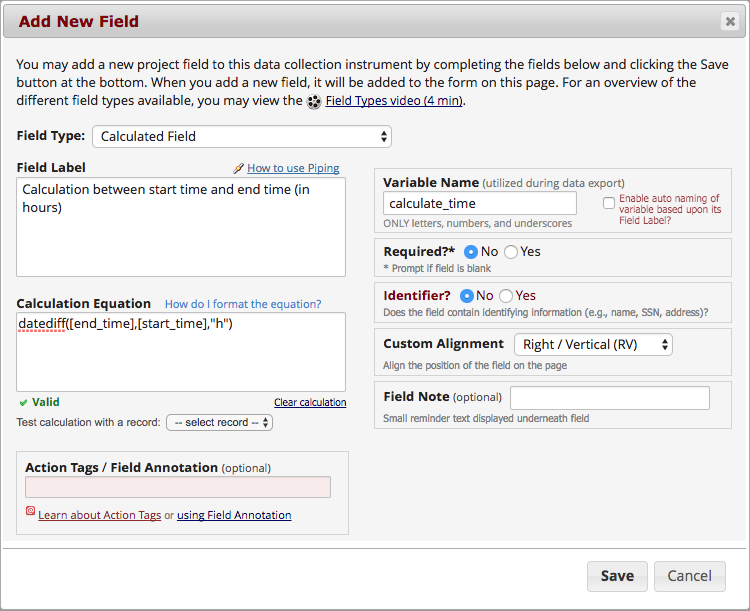 Add New Field
You may add a new project field to this data collection instrument by completing the fields below and clicking the Save
button at the bottom. When you add a new field, it will be added to the form on this page. For an overview of the
different field types available, you may view the Field Types video (4 min).
Field Type: Calculated Field
Field Label How to use Piping
Calculation between start time and end time (in
hours)
Calculation Equation How do I format the equation?
datediff([end_time],[start_time],"h")
Valid Clear calculation
Test calculation with a record: -- select record --
Action Tags / Field Annotation (optional)
Learn about Action Tags or using Field Annotation
Variable Name (utilized during data export)
calculate_time
ONLY letters, numbers, and underscores
Enable auto naming of
variable based upon its
Field Label?
Required?* No Yes
* Prompt if field is blank
Identifier? No Yes
Does the field contain identifying information (e.g., name, SSN, address)?
Custom Alignment Right / Vertical (RV)
Align the position of the field on the page
Field Note (optional)
Small reminder text displayed underneath field
Save Cancel